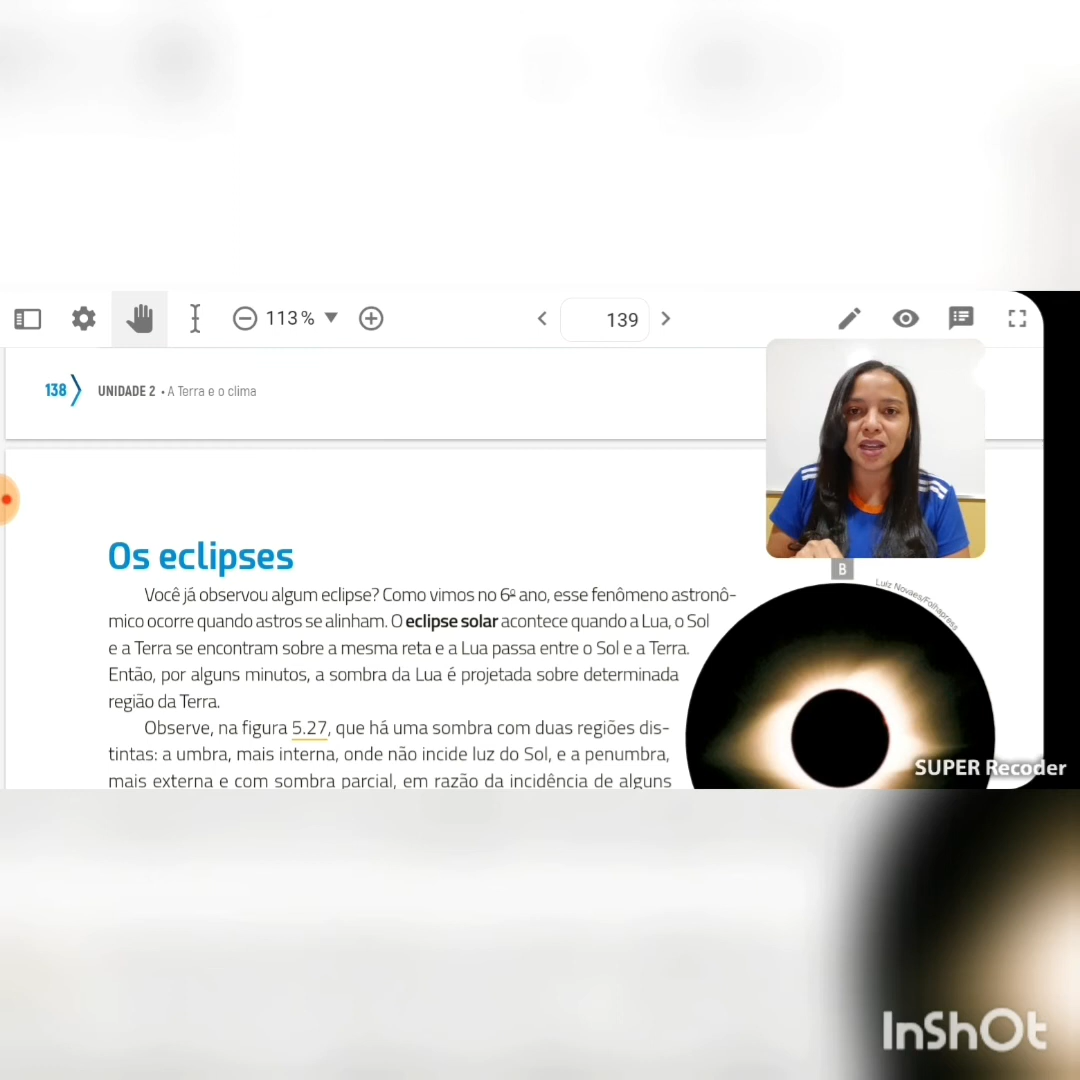 113%
139
138
UNIDADE 2 • A Terra e o clima
Os eclipses
B
Luiz Novaes/Folhapress
Você já observou algum eclipse? Como vimos no 6º ano, esse fenômeno astronô-
mico ocorre quando astros se alinham. O eclipse solar acontece quando a Lua, o Sol
e a Terra se encontram sobre a mesma reta e a Lua passa entre o Sol e a Terra.
Então, por alguns minutos, a sombra da Lua é projetada sobre determinada
região da Terra.
Observe, na figura 5.27, que há uma sombra com duas regiões dis-
tintas: a umbra, mais interna, onde não incide luz do Sol, e a penumbra,
mais externa e com sombra parcial, em razão da incidência de alguns
SUPER Recoder
InShOt